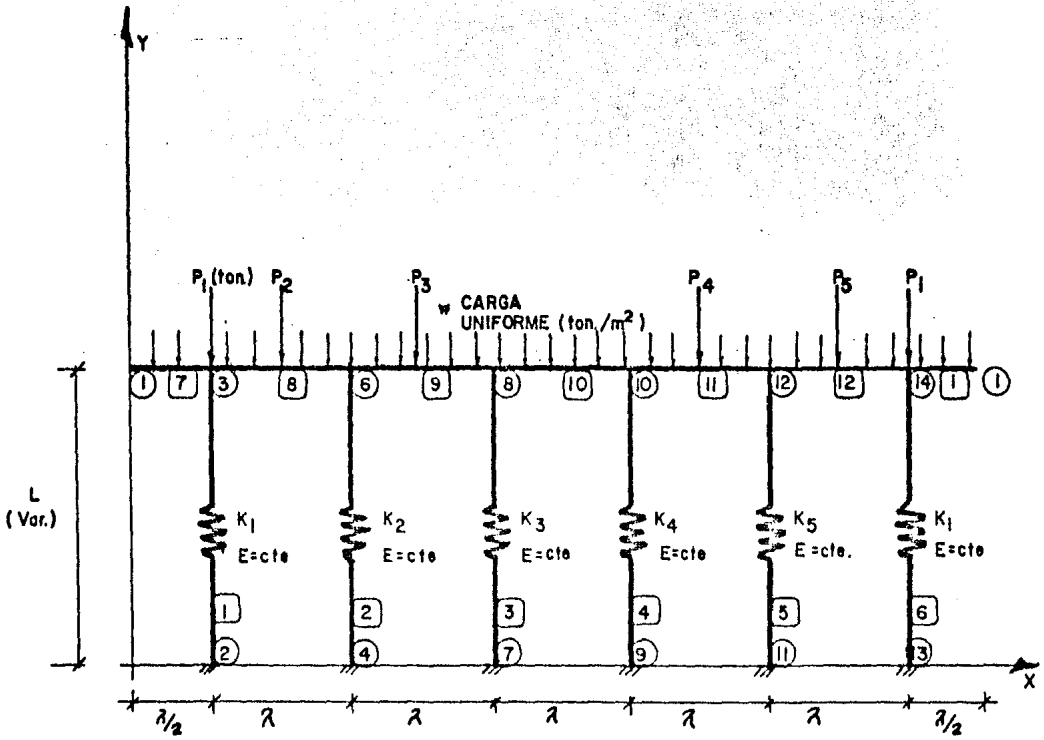 Y
P1 (ton.) P2 P3 P4 P5 P1
w CARGA
UNIFORME (ton./m²)
1 7 3 8 6 9 8 10 10 11 12 12 14 1 1
L
(Var.)
K1 K2 K3 K4 K5 K1
E=cte E=cte E=cte E=cte E=cte. E=cte
1 2 3 4 5 6
2 4 7 9 11 13
X
λ/2 λ λ λ λ λ λ/2